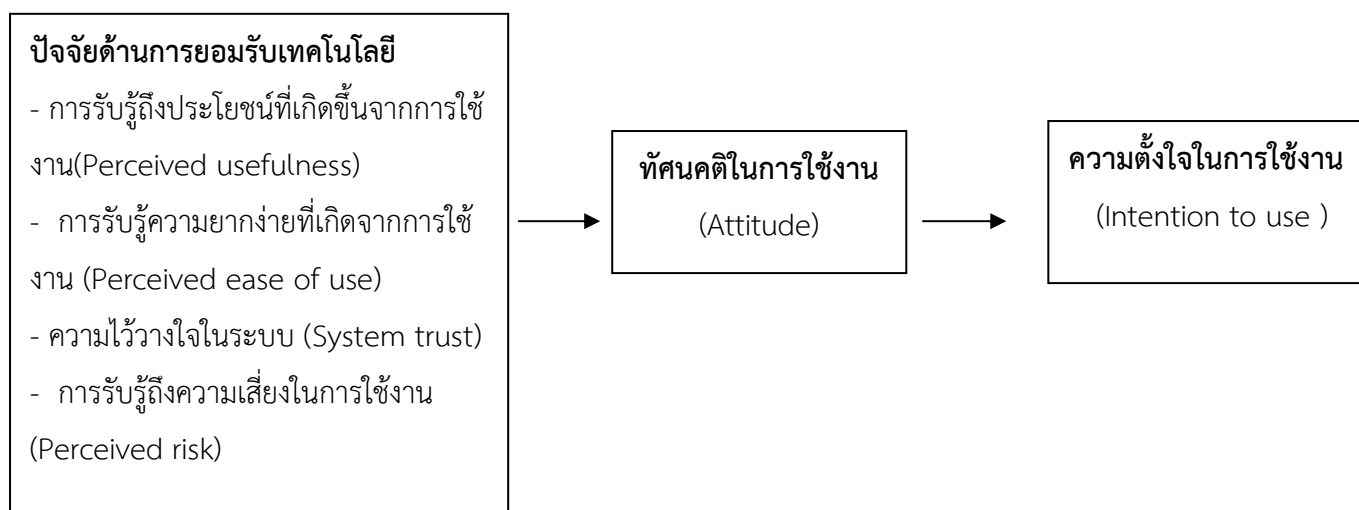 ปัจจัยด้านการยอมรับเทคโนโลยี
- การรับรู้ถึงประโยชน์ที่เกิดขึ้นจากการใช้
งาน(Perceived usefulness)
- การรับรู้ความยากง่ายที่เกิดจากการใช้
งาน (Perceived ease of use)
- ความไว้วางใจในระบบ (System trust)
- การรับรู้ถึงความเสี่ยงในการใช้งาน
(Perceived risk)
ทัศนคติในการใช้งาน
(Attitude)
ความตั้งใจในการใช้งาน
(Intention to use )